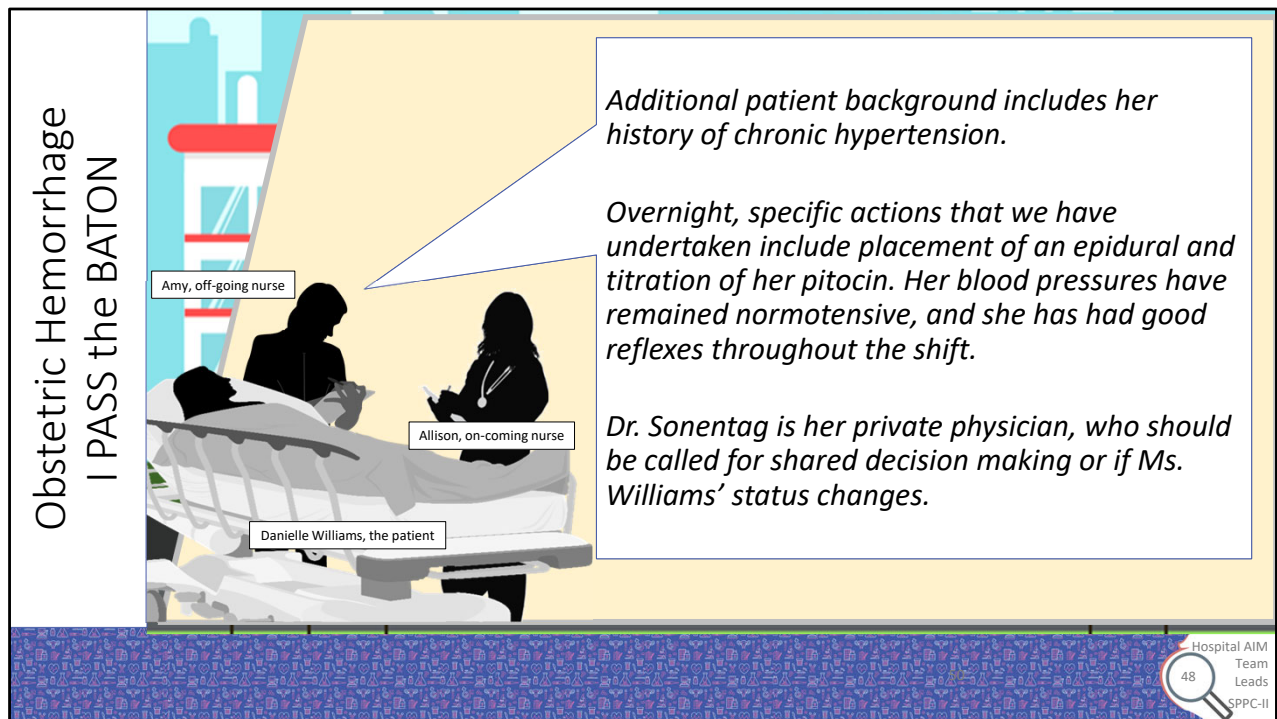 Obstetric Hemorrhage
I PASS the BATON
Additional patient background includes her
history of chronic hypertension.
Overnight, specific actions that we have
undertaken include placement of an epidural and
titration of her pitocin. Her blood pressures have
remained normotensive, and she has had good
reflexes throughout the shift.
Dr. Sonentag is her private physician, who should
be called for shared decision making or if Ms.
Williams’ status changes.
Amy, off-going nurse
Allison, on-coming nurse
Danielle Williams, the patient
Hospital AIM
Team
48
Leads
SPPC-II